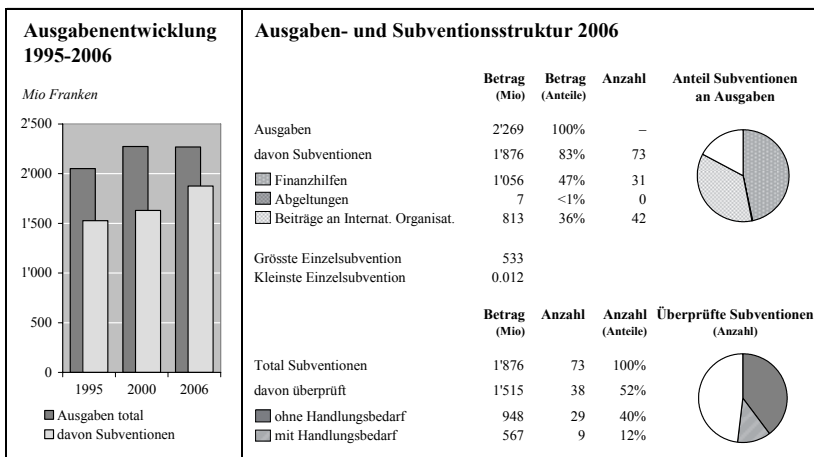 Ausgabenentwicklung
1995-2006
Mio Franken
2'500
2'000
1'500
1'000
500
0
1995 2000 2006
Ausgaben total
davon Subventionen
Ausgaben- und Subventionsstruktur 2006
Betrag Betrag Anzahl Anteil Subventionen
(Mio) (Anteile) an Ausgaben
Ausgaben 2'269 100% –
davon Subventionen 1'876 83% 73
Finanzhilfen 1'056 47% 31
Abgeltungen 7 <1% 0
Beiträge an Internat. Organisat. 813 36% 42
Grösste Einzelsubvention 533
Kleinste Einzelsubvention 0.012
Betrag Anzahl Anzahl Überprüfte Subventionen
(Mio) (Anteile) (Anzahl)
Total Subventionen 1'876 73 100%
davon überprüft 1'515 38 52%
ohne Handlungsbedarf 948 29 40%
mit Handlungsbedarf 567 9 12%